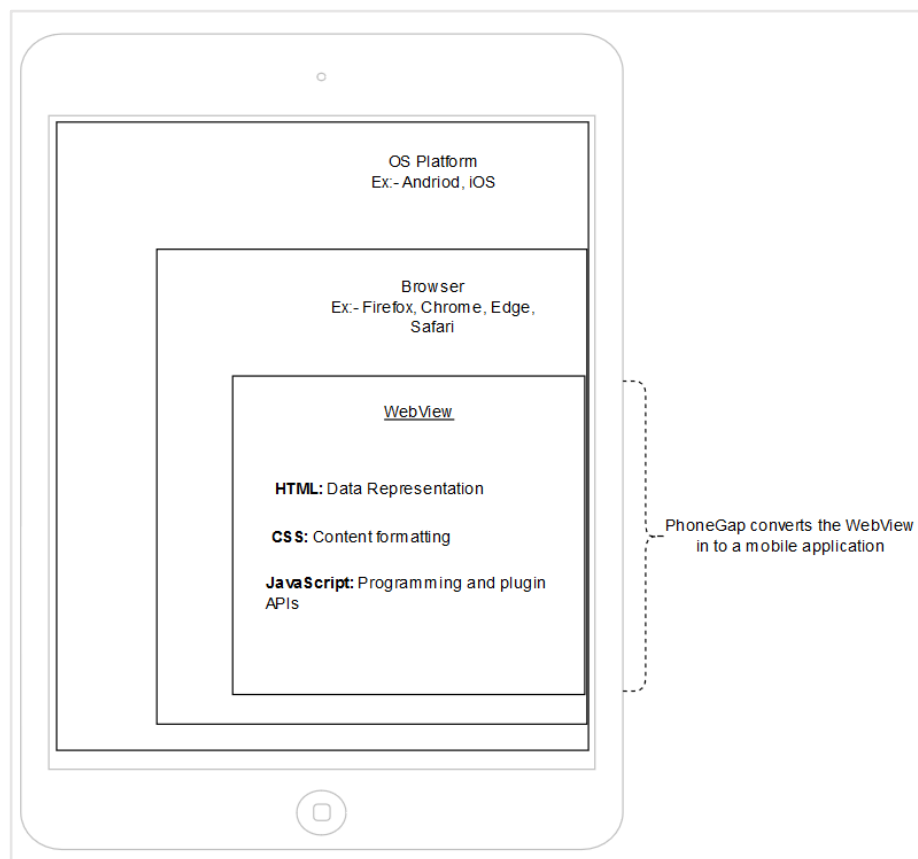 OS Platform
Ex:- Andriod, iOS
Browser
Ex:- Firefox, Chrome, Edge,
Safari
WebView
HTML: Data Representation
CSS: Content formatting
JavaScript: Programming and plugin
APIs
PhoneGap converts the WebView
in to a mobile application